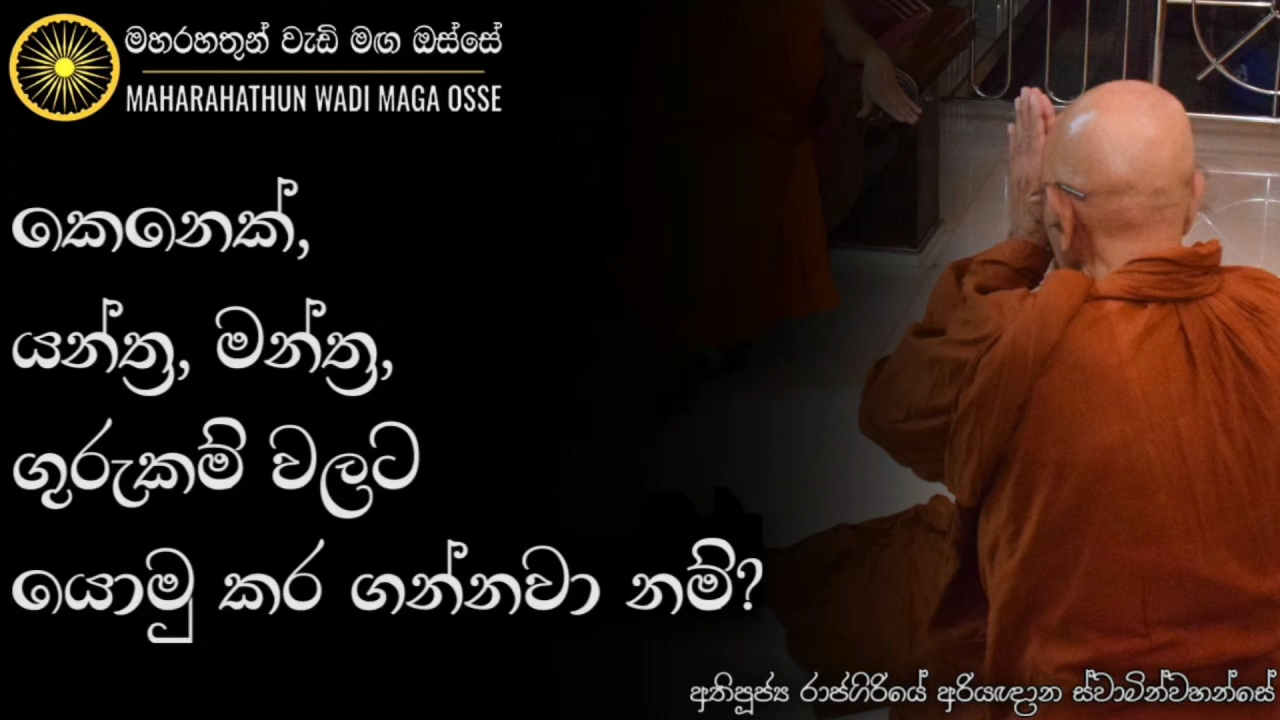 මහරහතුන් වැඩි මඟ ඔස්සේ
MAHARAHATHUN WADI MAGA OSSE
කෙනෙක්,
යන්ත්‍ර, මන්ත්‍ර,
ගුරුකම් වලට
යොමු කර ගන්නවා නම්?
අතිපූජ්‍ය රාජගිරියේ අරියඥාන ස්වාමින්වහන්සේ